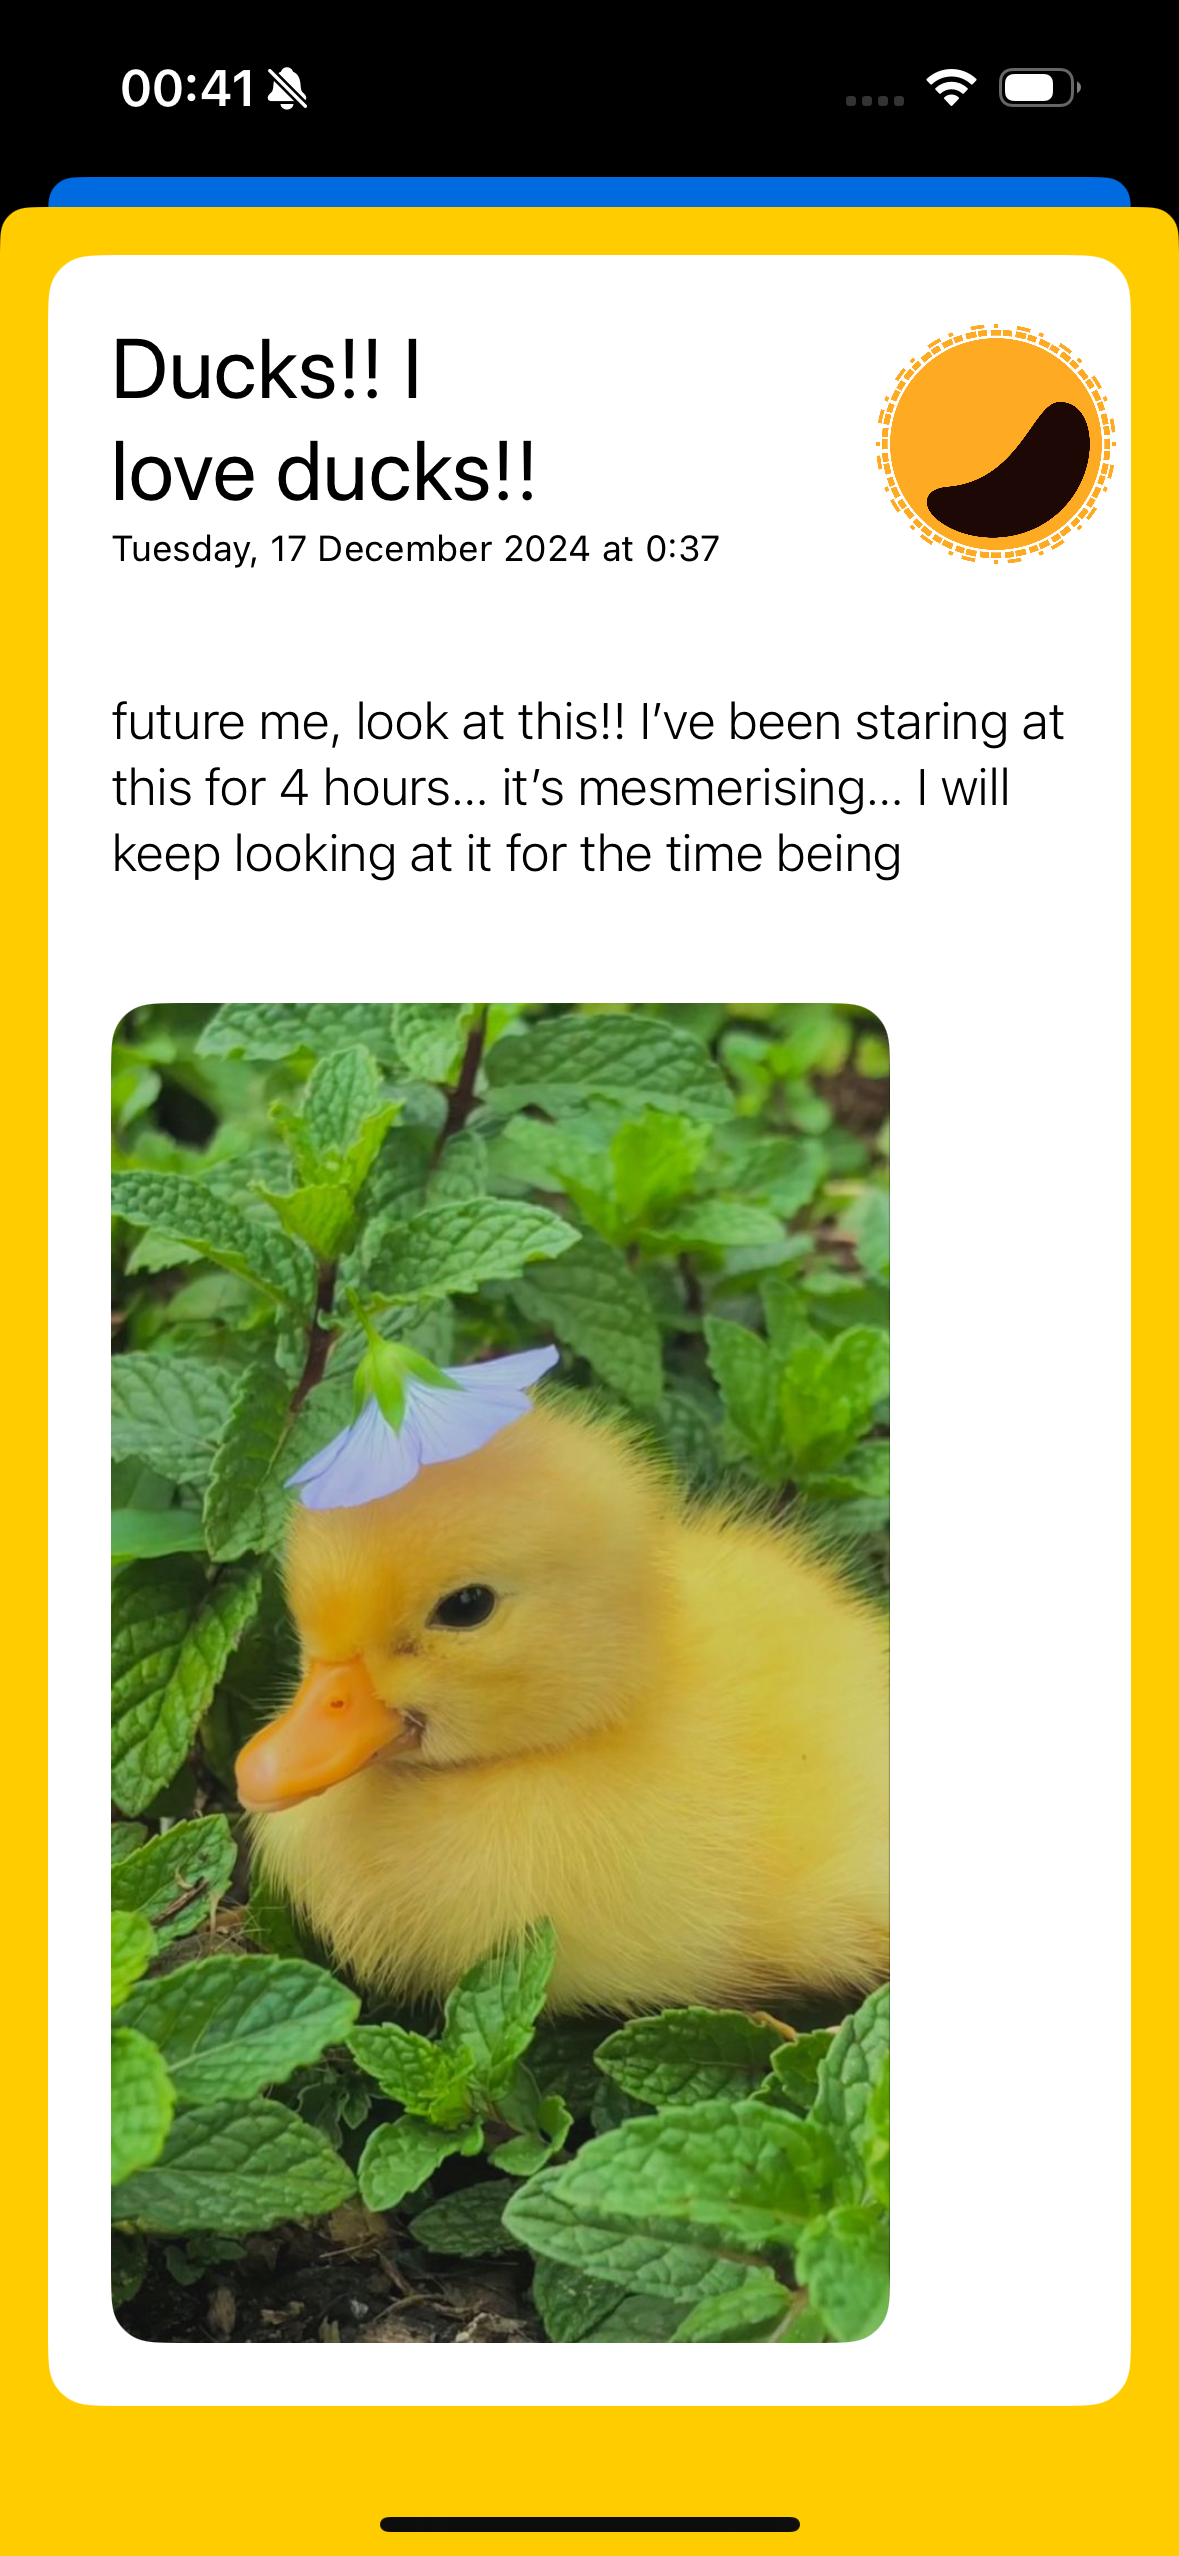 00:41
Ducks!! I
love ducks!!
Tuesday, 17 December 2024 at 0:37
future me, look at this!! I’ve been staring at
this for 4 hours... it’s mesmerising... I will
keep looking at it for the time being